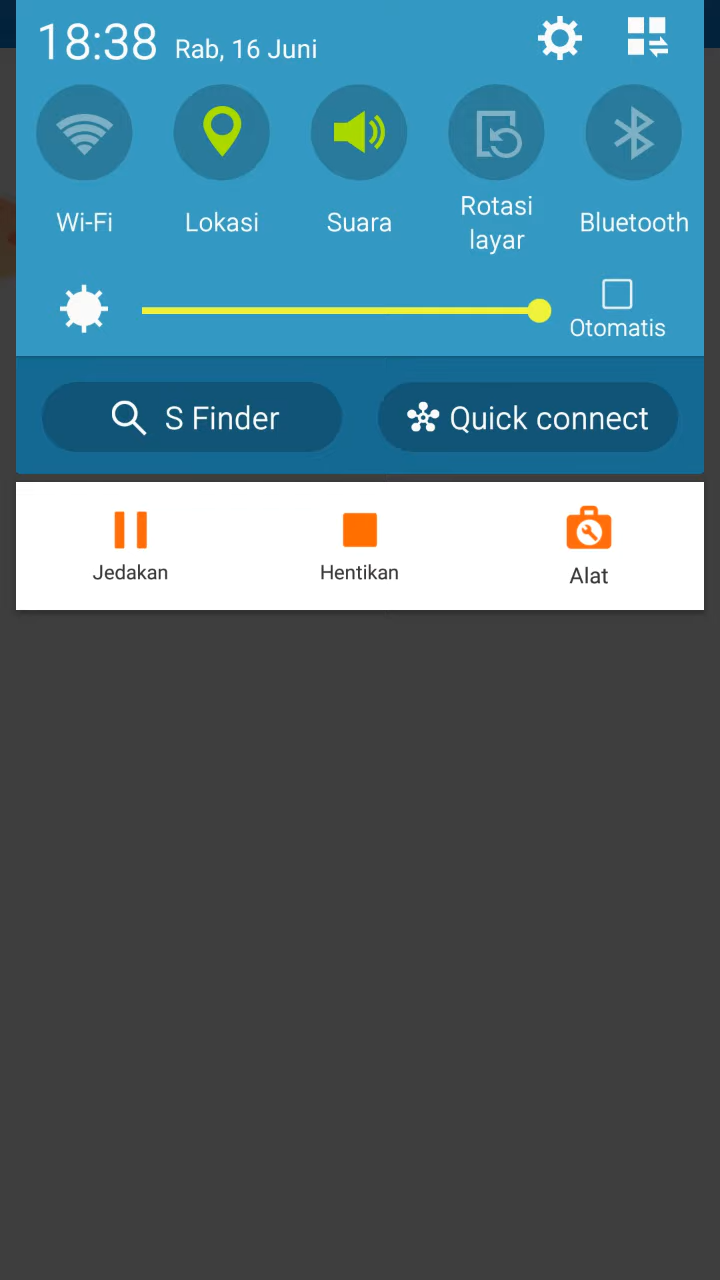 18:38 Rab, 16 Juni
Wi-Fi Lokasi Suara Rotasi layar Bluetooth
Otomatis
S Finder Quick connect
Jedakan Hentikan Alat